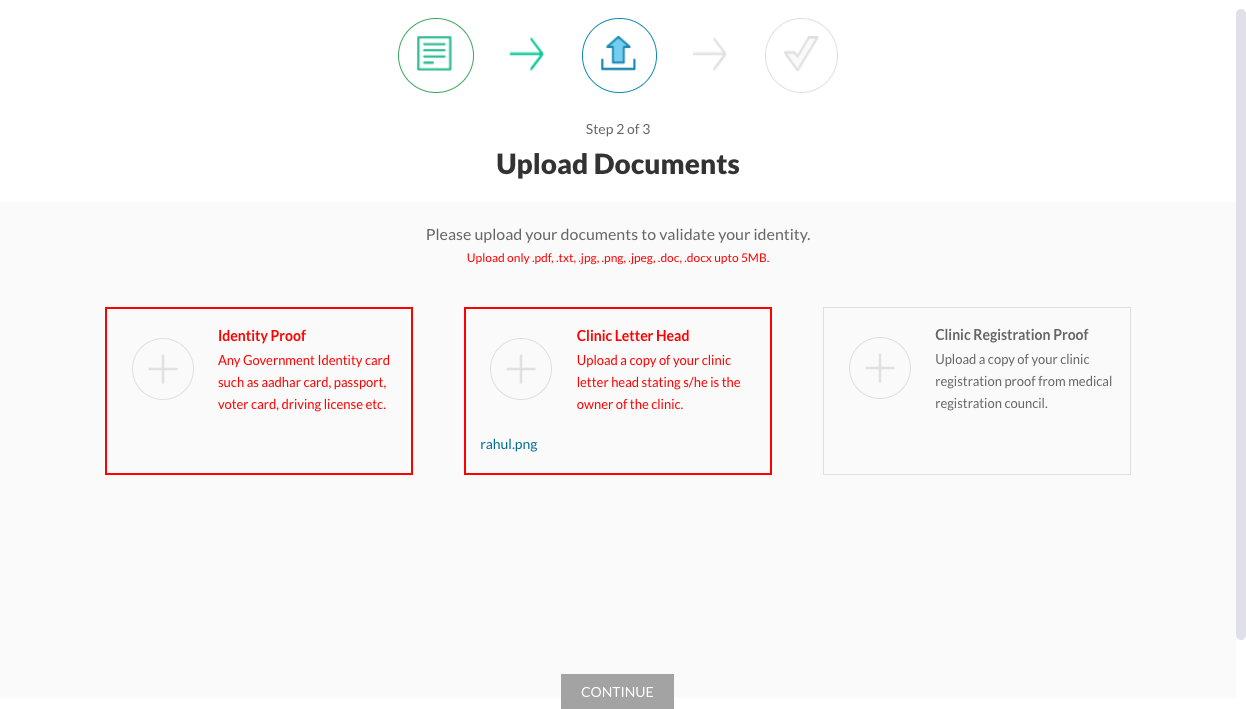 Step 2 of 3
Upload Documents
Please upload your documents to validate your identity.
Upload only .pdf, .txt, .jpg, .png, .jpeg, .doc, .docx upto 5MB.
Identity Proof
Any Government Identity card
such as aadhar card, passport,
voter card, driving license etc.
Clinic Letter Head
Upload a copy of your clinic
letter head stating s/he is the
owner of the clinic.
rahul.png
Clinic Registration Proof
Upload a copy of your clinic
registration proof from medical
registration council.
CONTINUE